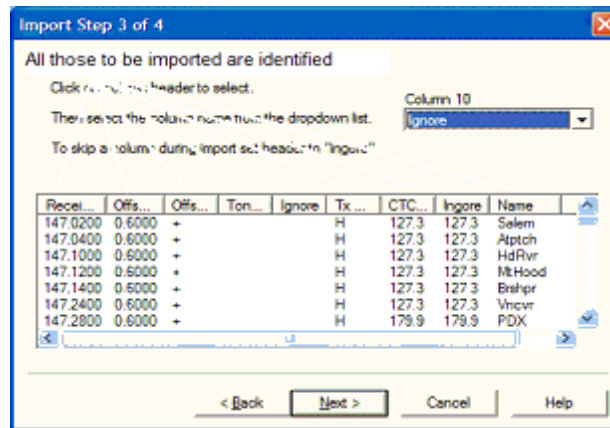 Import Step 3 of 4
All those to be imported are identified
Click header to select.
Column 10
Then select the column name from the dropdown list.
Ignore
To skip a column during import set header to "Ingore"
Recei... Offs... Offs... Ton... Ignore Tx ... CTC... Ingore Name
147.0200 0.6000 + H 127.3 127.3 Salem
147.0400 0.6000 + H 127.3 127.3 Atptch
147.1000 0.6000 + H 127.3 127.3 HdRvr
147.1200 0.6000 + H 127.3 127.3 MtHood
147.1400 0.6000 + H 127.3 127.3 Brshpr
147.2400 0.6000 + H 127.3 127.3 Vncvr
147.2800 0.6000 + H 179.9 179.9 PDX
< Back Next > Cancel Help